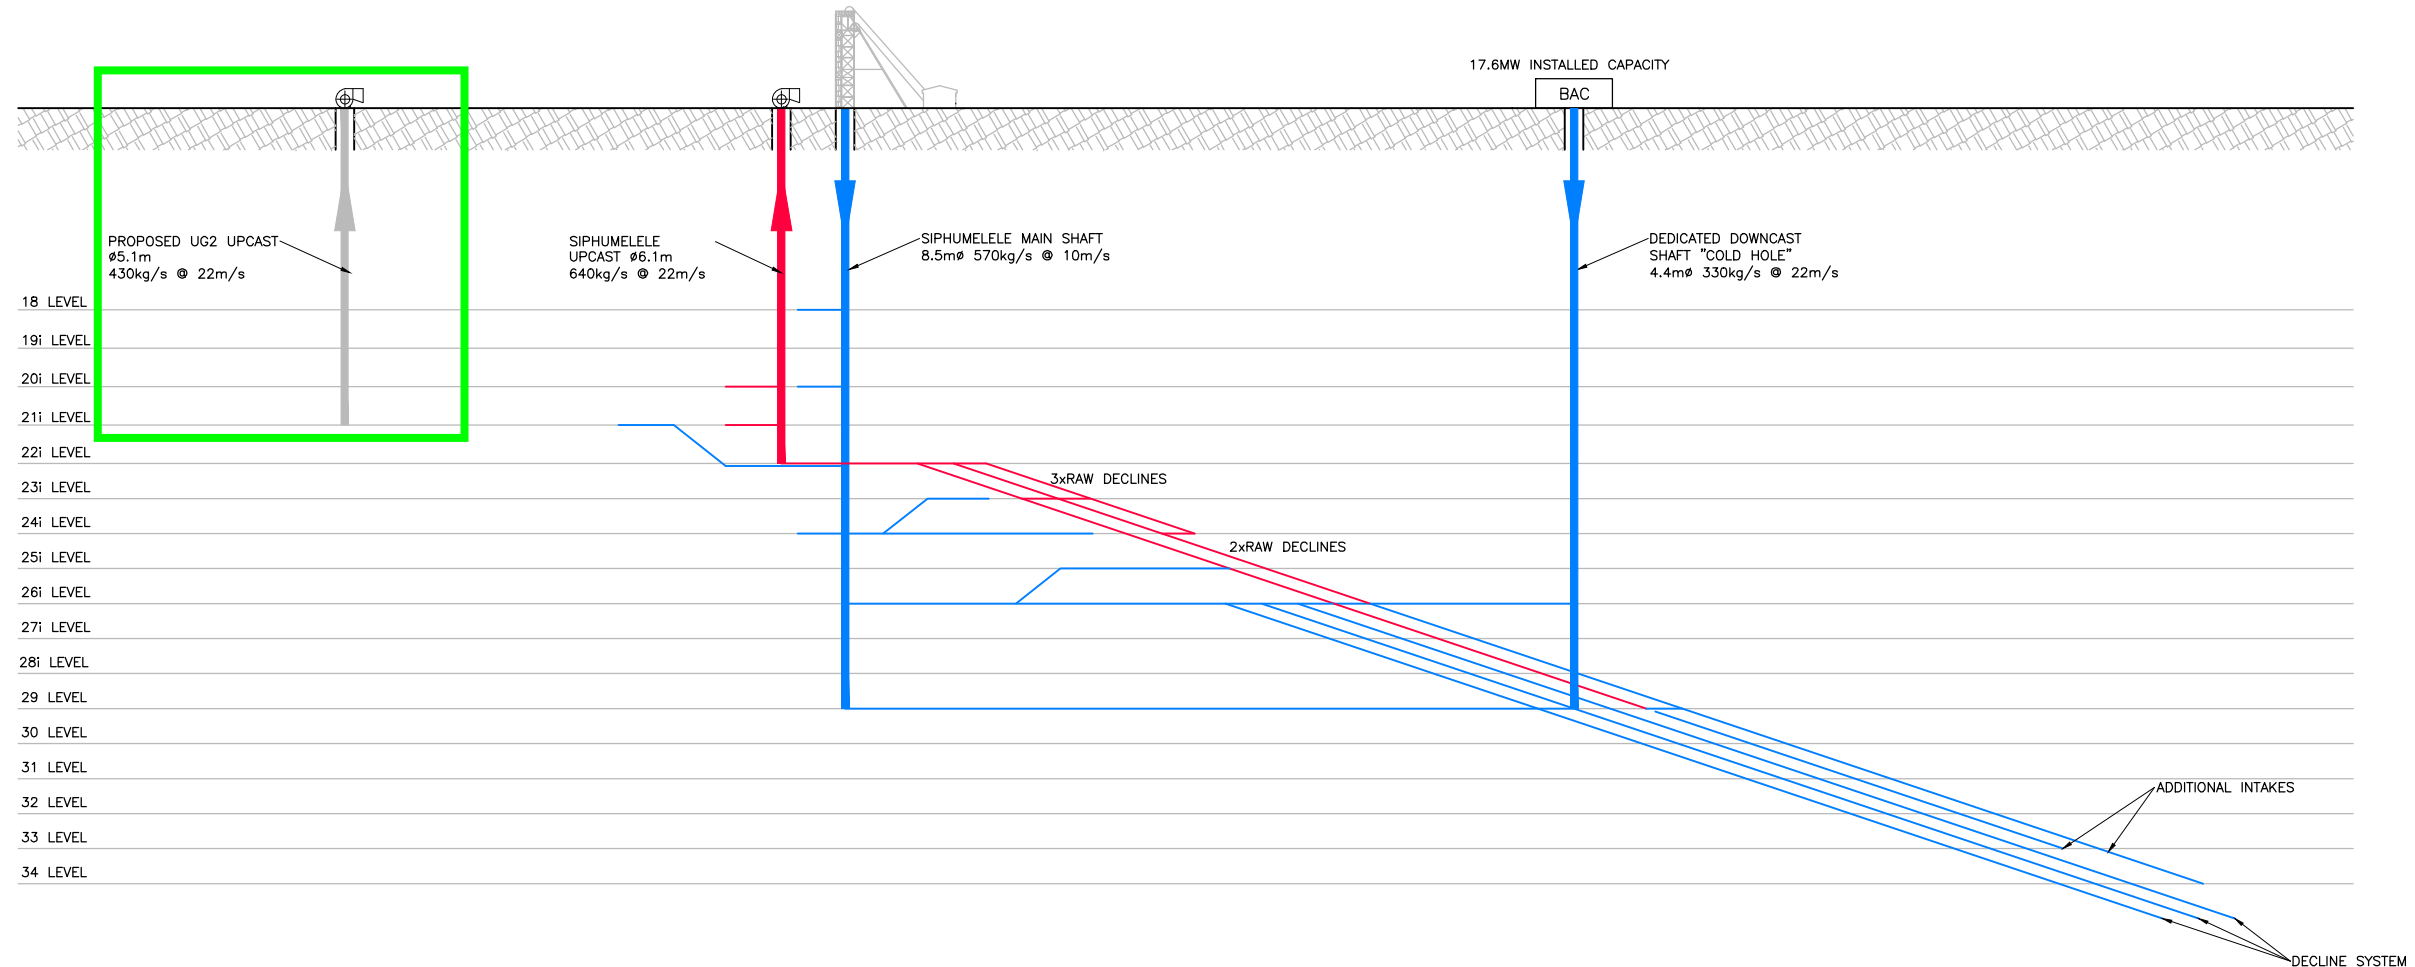 17.6MW INSTALLED CAPACITY
BAC
PROPOSED UG2 UPCAST
ø5.1m
430kg/s @ 22m/s
SIPHUMELELE
UPCAST ø6.1m
640kg/s @ 22m/s
SIPHUMELELE MAIN SHAFT
8.5mø 570kg/s @ 10m/s
DEDICATED DOWNCAST
SHAFT "COLD HOLE"
4.4mø 330kg/s @ 22m/s
18 LEVEL
19i LEVEL
20i LEVEL
21i LEVEL
22i LEVEL
23i LEVEL
24i LEVEL
25i LEVEL
26i LEVEL
27i LEVEL
28i LEVEL
29 LEVEL
30 LEVEL
31 LEVEL
32 LEVEL
33 LEVEL
34 LEVEL
3xRAW DECLINES
2xRAW DECLINES
ADDITIONAL INTAKES
DECLINE SYSTEM